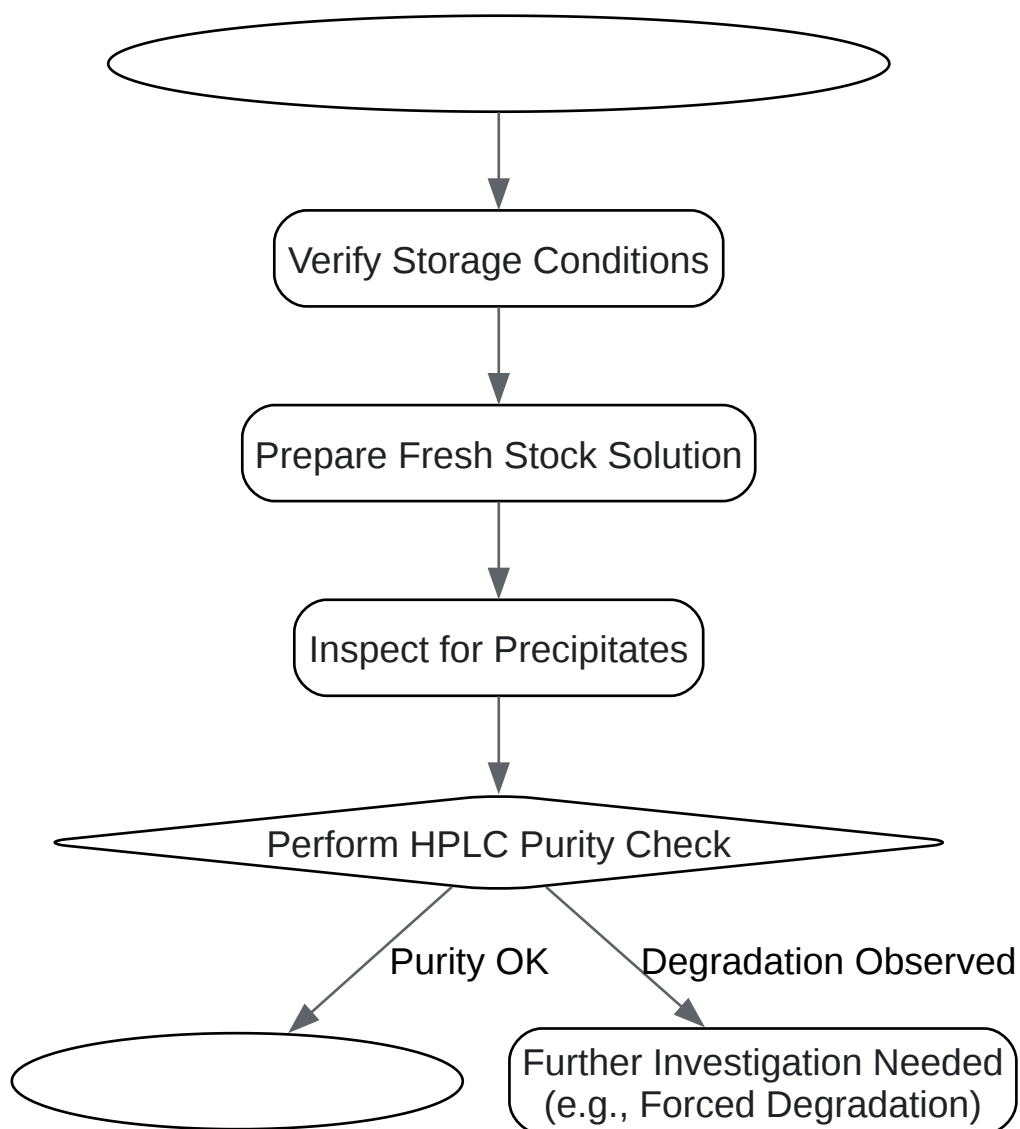 Verify Storage Conditions
Prepare Fresh Stock Solution
Inspect for Precipitates
Perform HPLC Purity Check
Purity OK
Degradation Observed
Further Investigation Needed
(e.g., Forced Degradation)